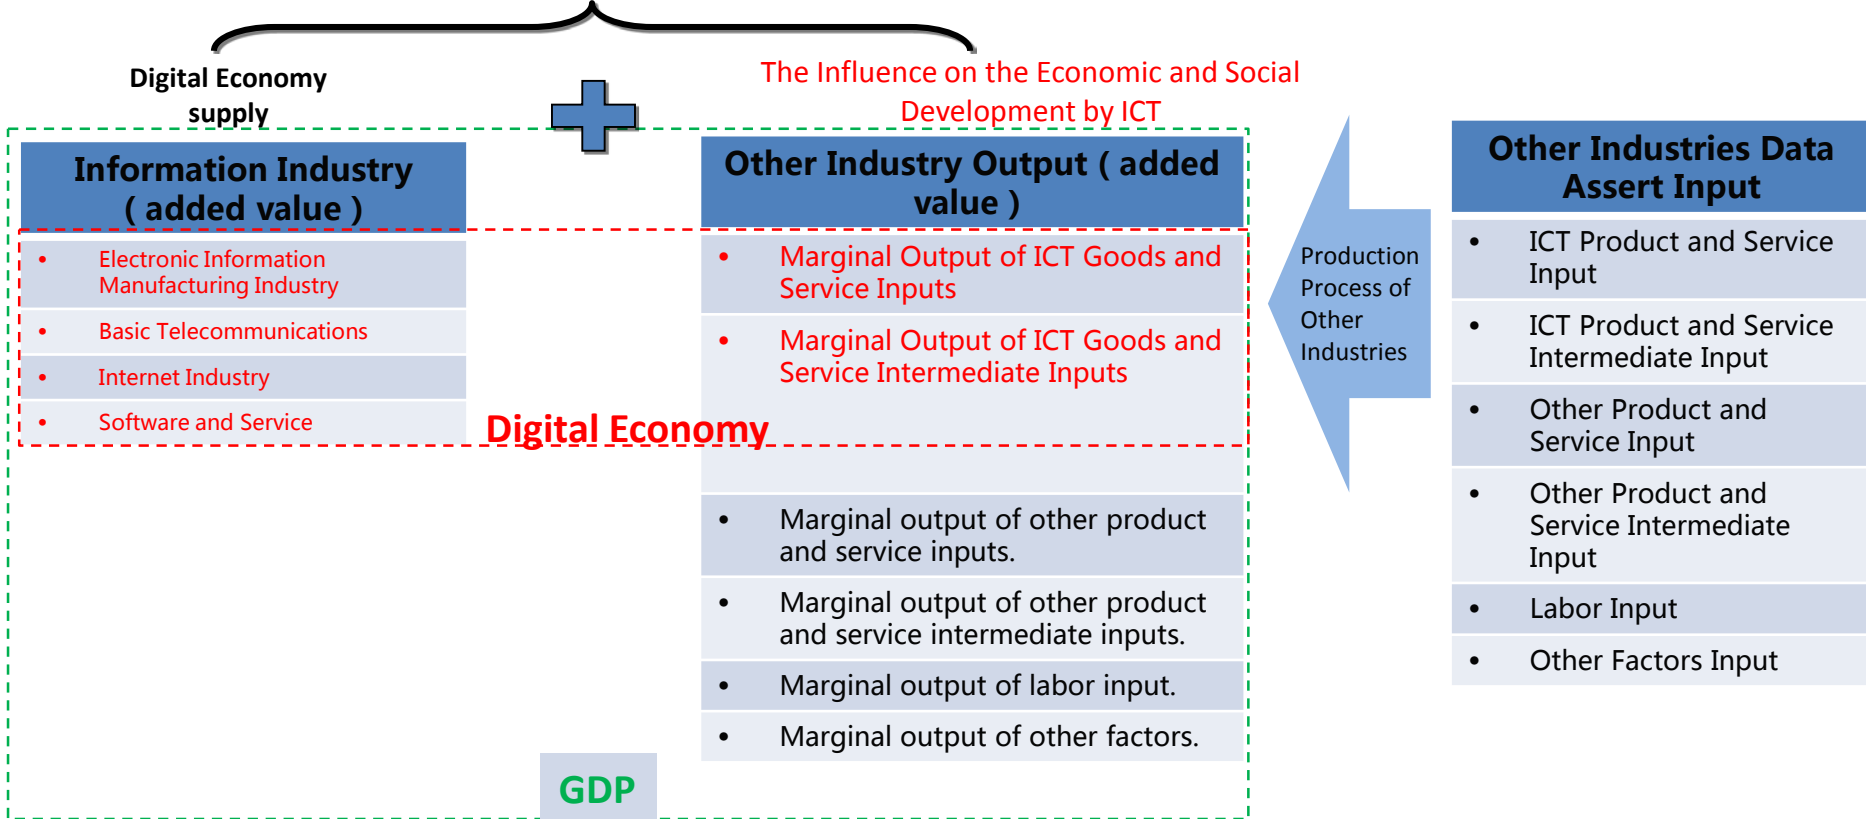 Digital Economy
supply
The Influence on the Economic and Social
Development by ICT
Information Industry
( added value )
• Electronic Information
Manufacturing Industry
• Basic Telecommunications
• Internet Industry
• Software and Service
Digital Economy
Other Industry Output ( added
value )
• Marginal Output of ICT Goods and
Service Inputs
• Marginal Output of ICT Goods and
Service Intermediate Inputs
• Marginal output of other product
and service inputs.
• Marginal output of other product
and service intermediate inputs.
• Marginal output of labor input.
• Marginal output of other factors.
GDP
Production
Process of
Other
Industries
Other Industries Data
Assert Input
• ICT Product and Service
Input
• ICT Product and Service
Intermediate Input
• Other Product and
Service Input
• Other Product and
Service Intermediate
Input
• Labor Input
• Other Factors Input